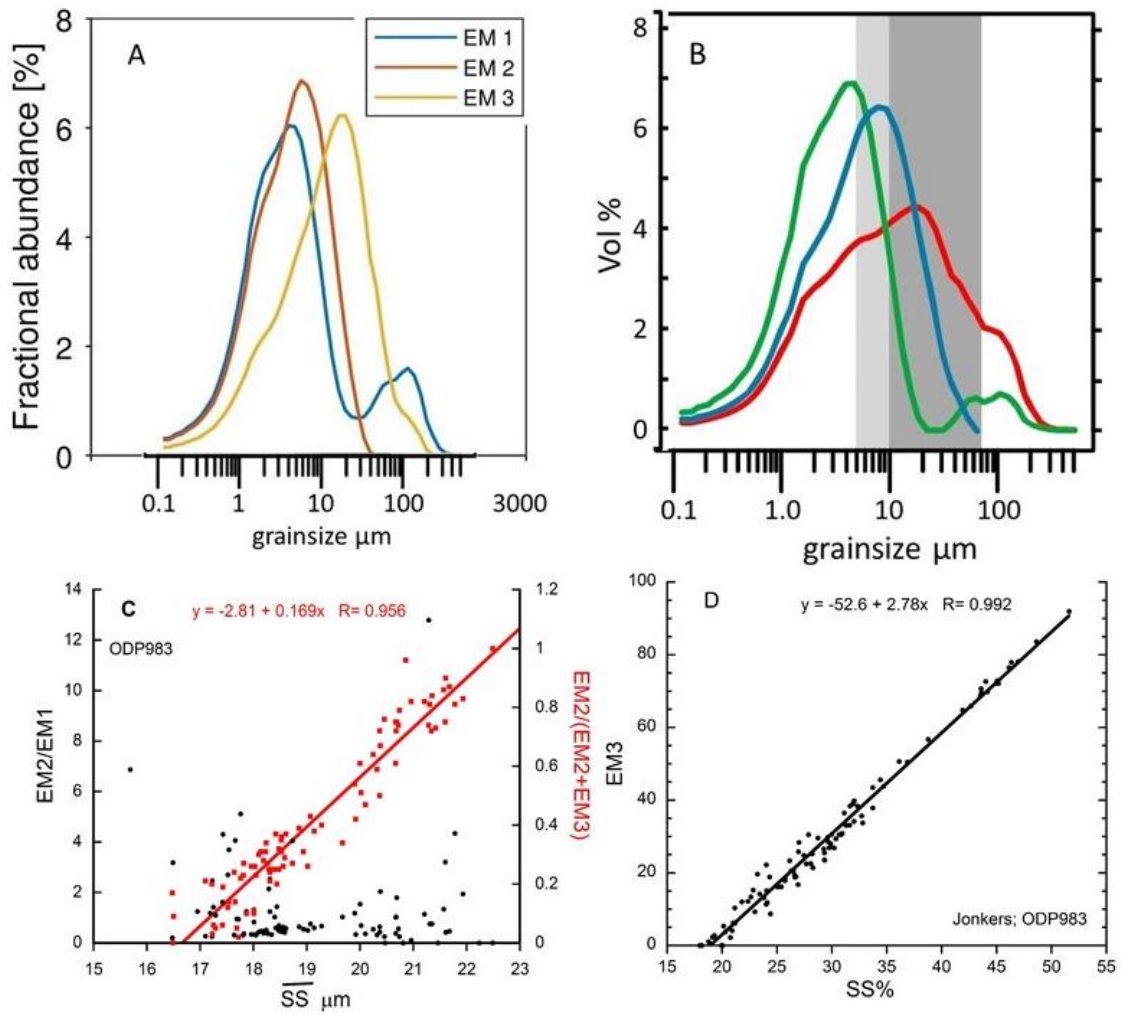 A
EM 1
EM 2
EM 3
Fractional abundance [%]
8
6
4
2
0
0.1 1 10 100 3000
grainsize µm
B
Vol %
8
6
4
2
0
0.1 1.0 10 100
grainsize µm
C
y = -2.81 + 0.169x R= 0.956
ODP983
EM2/EM1
14
12
10
8
6
4
2
0
EM2/(EM2+EM3)
1.2
1
0.8
0.6
0.4
0.2
0
15 16 17 18 19 20 21 22 23
SS µm
D
y = -52.6 + 2.78x R= 0.992
EM3
100
80
60
40
20
0
Jonkers; ODP983
15 20 25 30 35 40 45 50 55
SS%